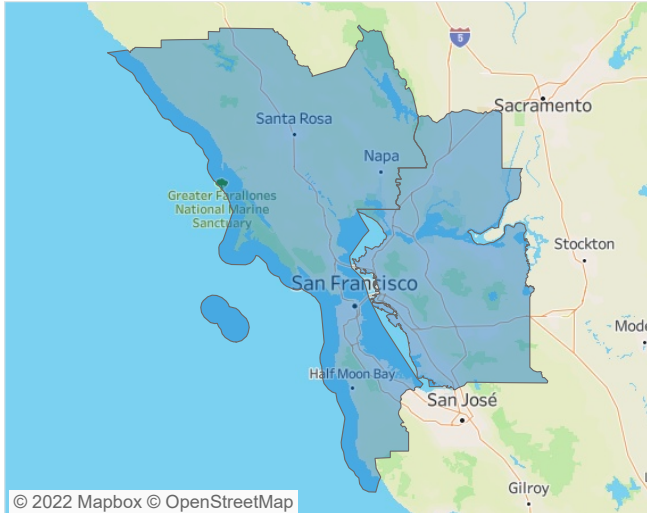 5
Sacramento
Santa Rosa
Napa
Greater Farallones
National Marine
Sanctuary
Stockton
San Francisco
Mode
Half Moon Bay
San José
Gilroy
© 2022 Mapbox © OpenStreetMap